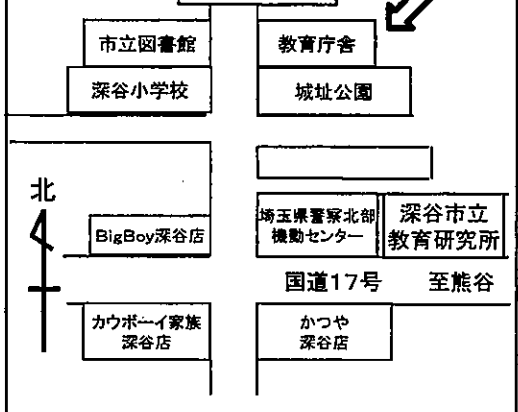 市立図書館
教育庁舎
深谷小学校
城址公園
北
BigBoy深谷店
埼玉県警察北部
機動センター
深谷市立
教育研究所
国道17号
至熊谷
カウボーイ家族
深谷店
かつや
深谷店